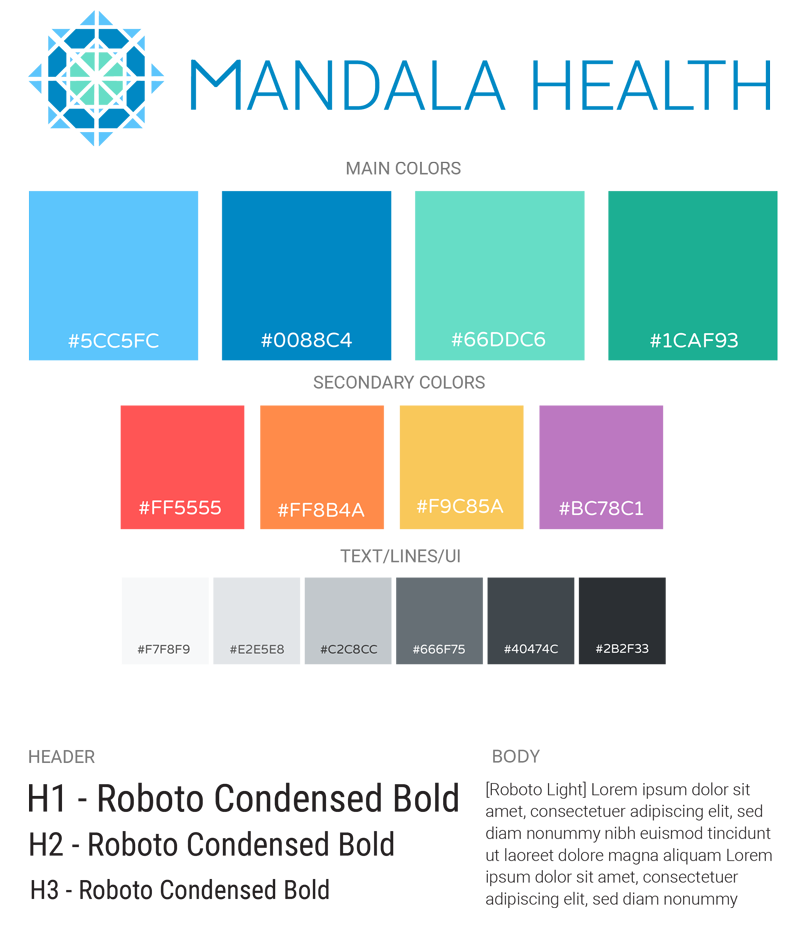 MANDALA HEALTH
MAIN COLORS
#5CC5FC
#0088C4
#66DDC6
#1CAF93
SECONDARY COLORS
#FF5555
#FF8B4A
#F9C85A
#BC78C1
TEXT/LINES/UI
#F7F8F9
#E2E5E8
#C2C8CC
#666F75
#40474C
#2B2F33
HEADER
H1 - Roboto Condensed Bold
H2 - Roboto Condensed Bold
H3 - Roboto Condensed Bold
BODY
[Roboto Light] Lorem ipsum dolor sit
amet, consectetuer adipiscing elit, sed
diam nonummy nibh euismod tincidunt
ut laoreet dolore magna aliquam Lorem
ipsum dolor sit amet, consectetuer
adipiscing elit, sed diam nonummy